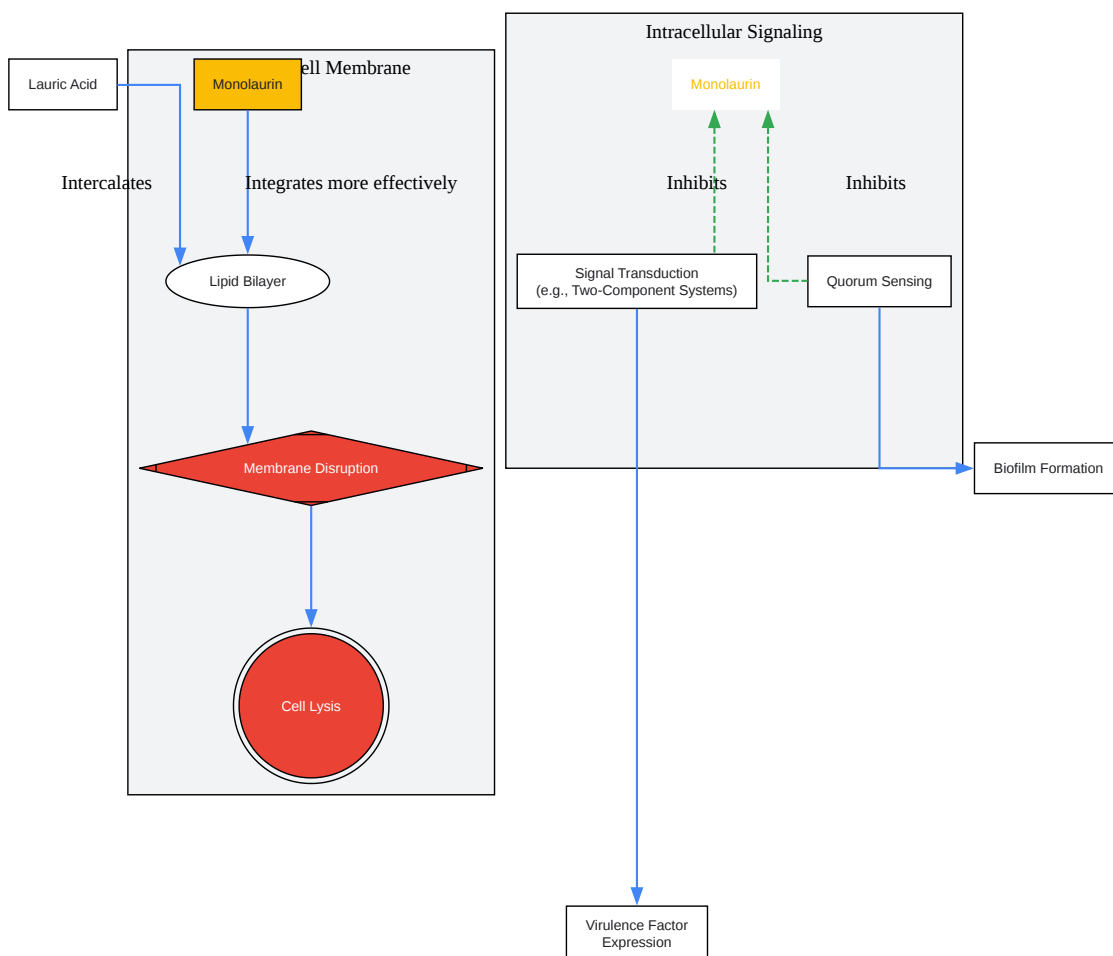 Intracellular Signaling
ell Membrane
Lauric Acid
Monolaurin
Monolaurin
Intercalates
Integrates more effectively
Inhibits
Inhibits
Lipid Bilayer
Signal Transduction
(e.g., Two-Component Systems)
Quorum Sensing
Membrane Disruption
Biofilm Formation
Cell Lysis
Virulence Factor
Expression